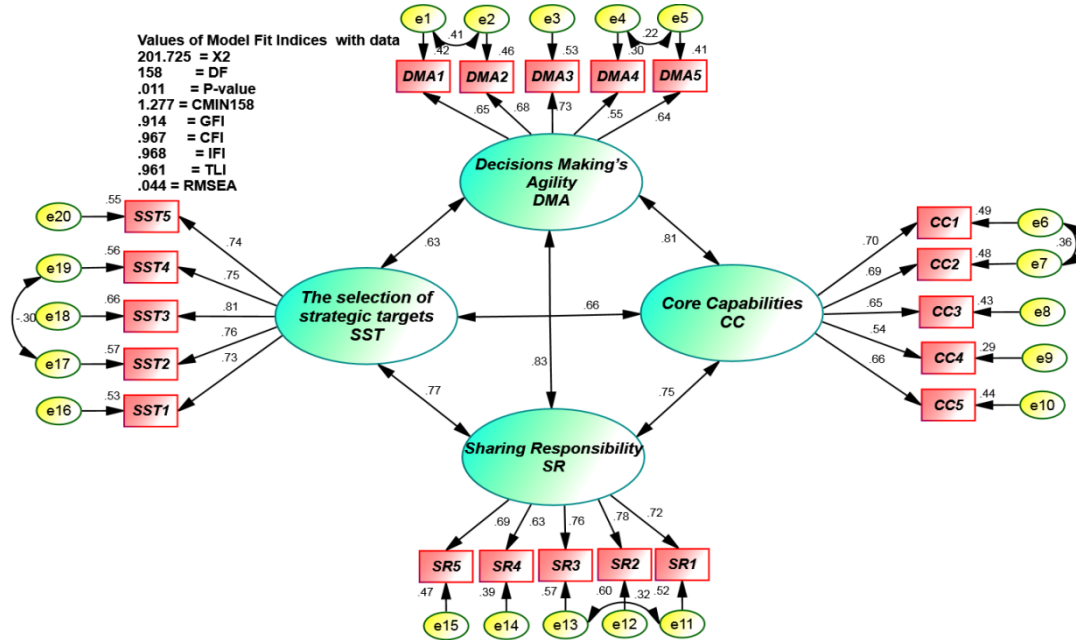 Values of Model Fit Indices with data
201.725 = X2
158 = DF
.011 = P-value
1.277 = CMIN158
.914 = GFI
.967 = CFI
.968 = IFI
.961 = TLI
.044 = RMSEA
e1 e2 e3 e4 e5
.41 .22
.42 .46 .53 .30 .41
DMA1 DMA2 DMA3 DMA4 DMA5
.65 .68 .73 .55 .64
Decisions Making's
Agility
DMA
.63 .81
e20 .55 SST5 .74
e19 .56 SST4 .75
e18 .66 SST3 .81
e17 .57 SST2 .76
e16 .53 SST1 .73
-.30
The selection of
strategic targets
SST
.66
.83
Core Capabilities
CC
.70 CC1 .49 e6
.69 CC2 .48 e7
.36
.65 CC3 .43 e8
.54 CC4 .29 e9
.66 CC5 .44 e10
.77 .75
Sharing Responsibility
SR
.69 .63 .76 .78 .72
SR5 SR4 SR3 SR2 SR1
.47 .39 .57 .60 .32 .52
e15 e14 e13 e12 e11